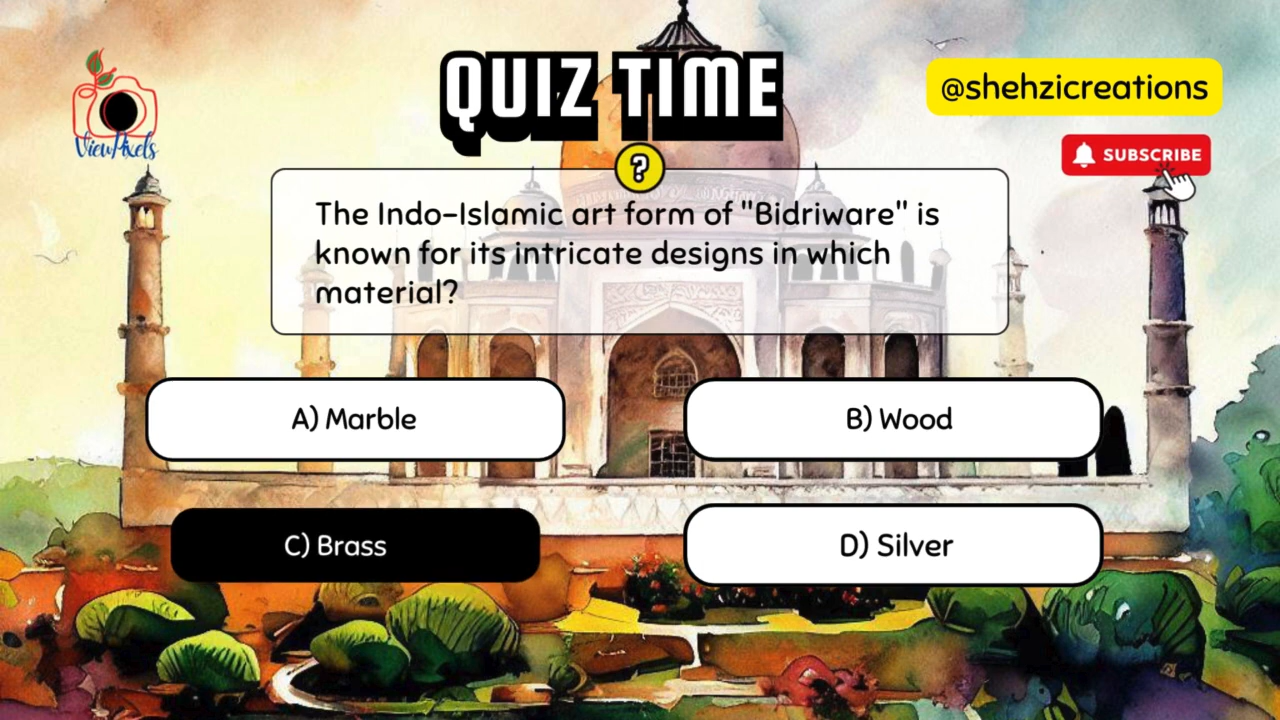 QUIZ TIME
@shehzicreations
ViewPixels
SUBSCRIBE
?
The Indo-Islamic art form of "Bidriware" is
known for its intricate designs in which
material?
A) Marble
B) Wood
C) Brass
D) Silver